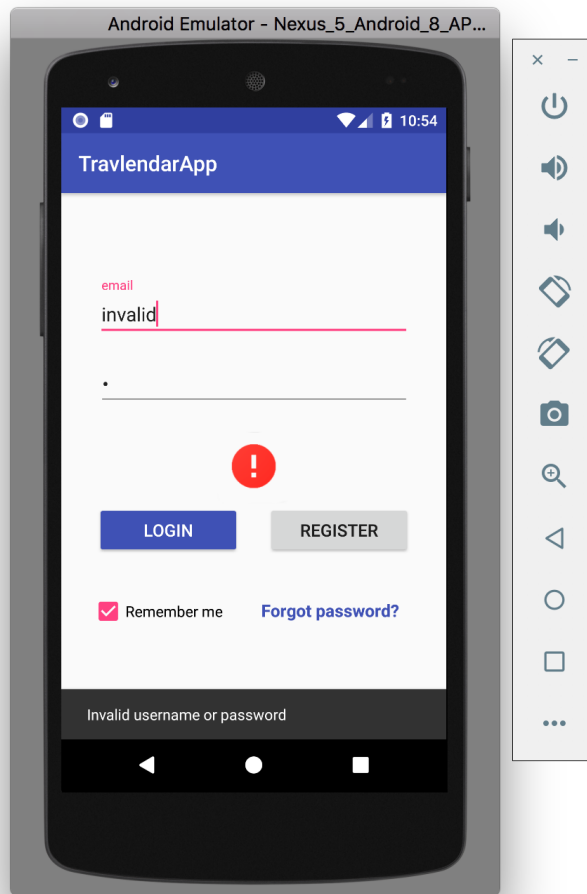 Android Emulator - Nexus_5_Android_8_AP...
10:54
TravlendarApp
email
invalid
LOGIN
REGISTER
Remember me
Forgot password?
Invalid username or password